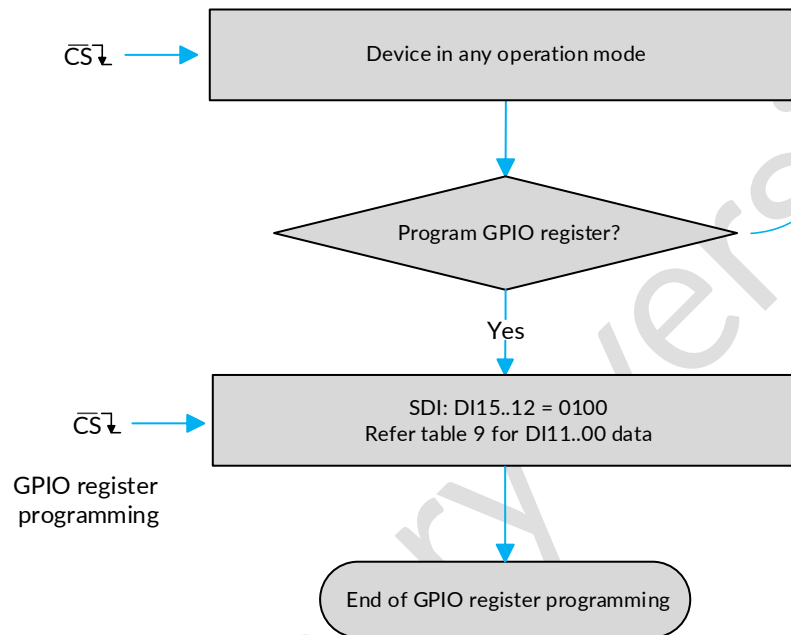 CS
Device in any operation mode
Program GPIO register?
Yes
SDI: DI15..12 = 0100
Refer table 9 for DI11..00 data
CS
GPIO register
programming
End of GPIO register programming